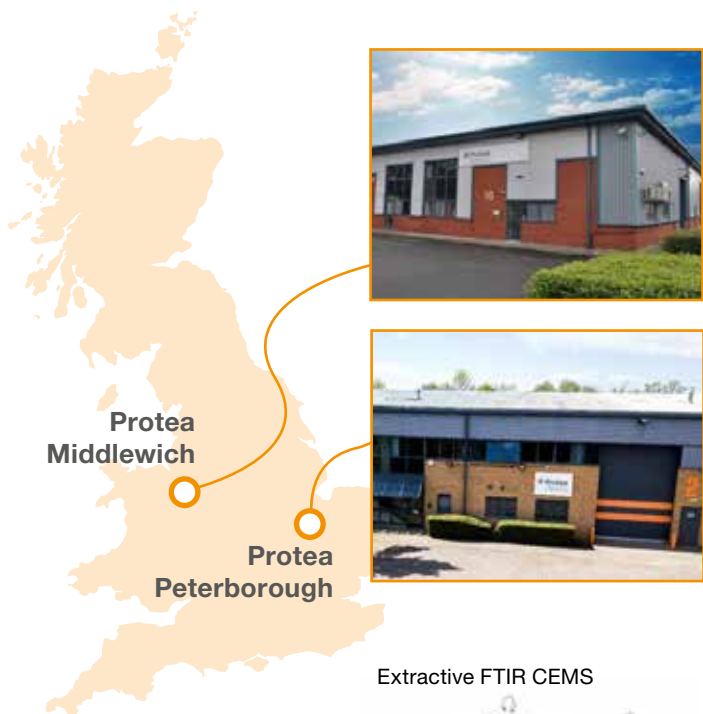 Protea
Middlewich
Protea
Peterborough
Extractive FTIR CEMS